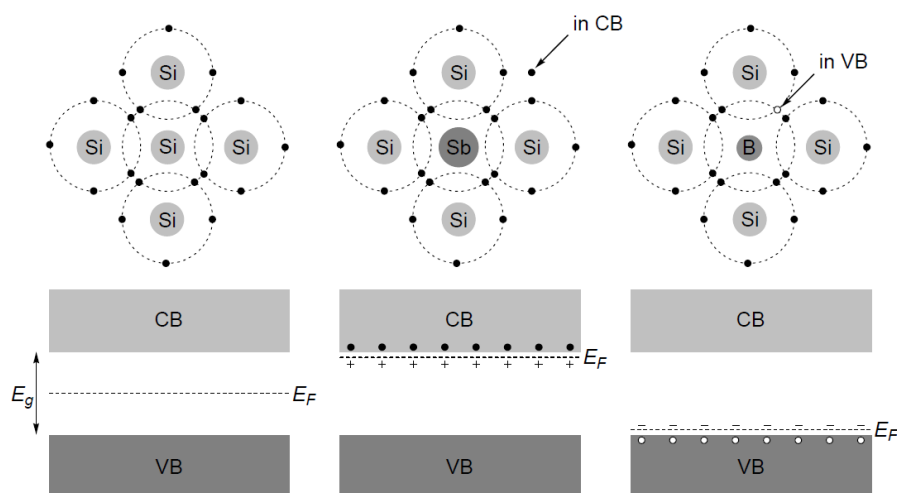 in CB
in VB
Si
Si
Si
Si
Si
Si
Si
Sb
Si
Si
Si
Si
B
Si
Si
CB
CB
CB
E_g
E_F
+ + + + + + + +
E_F
− − − − − − − −
E_F
VB
VB
VB